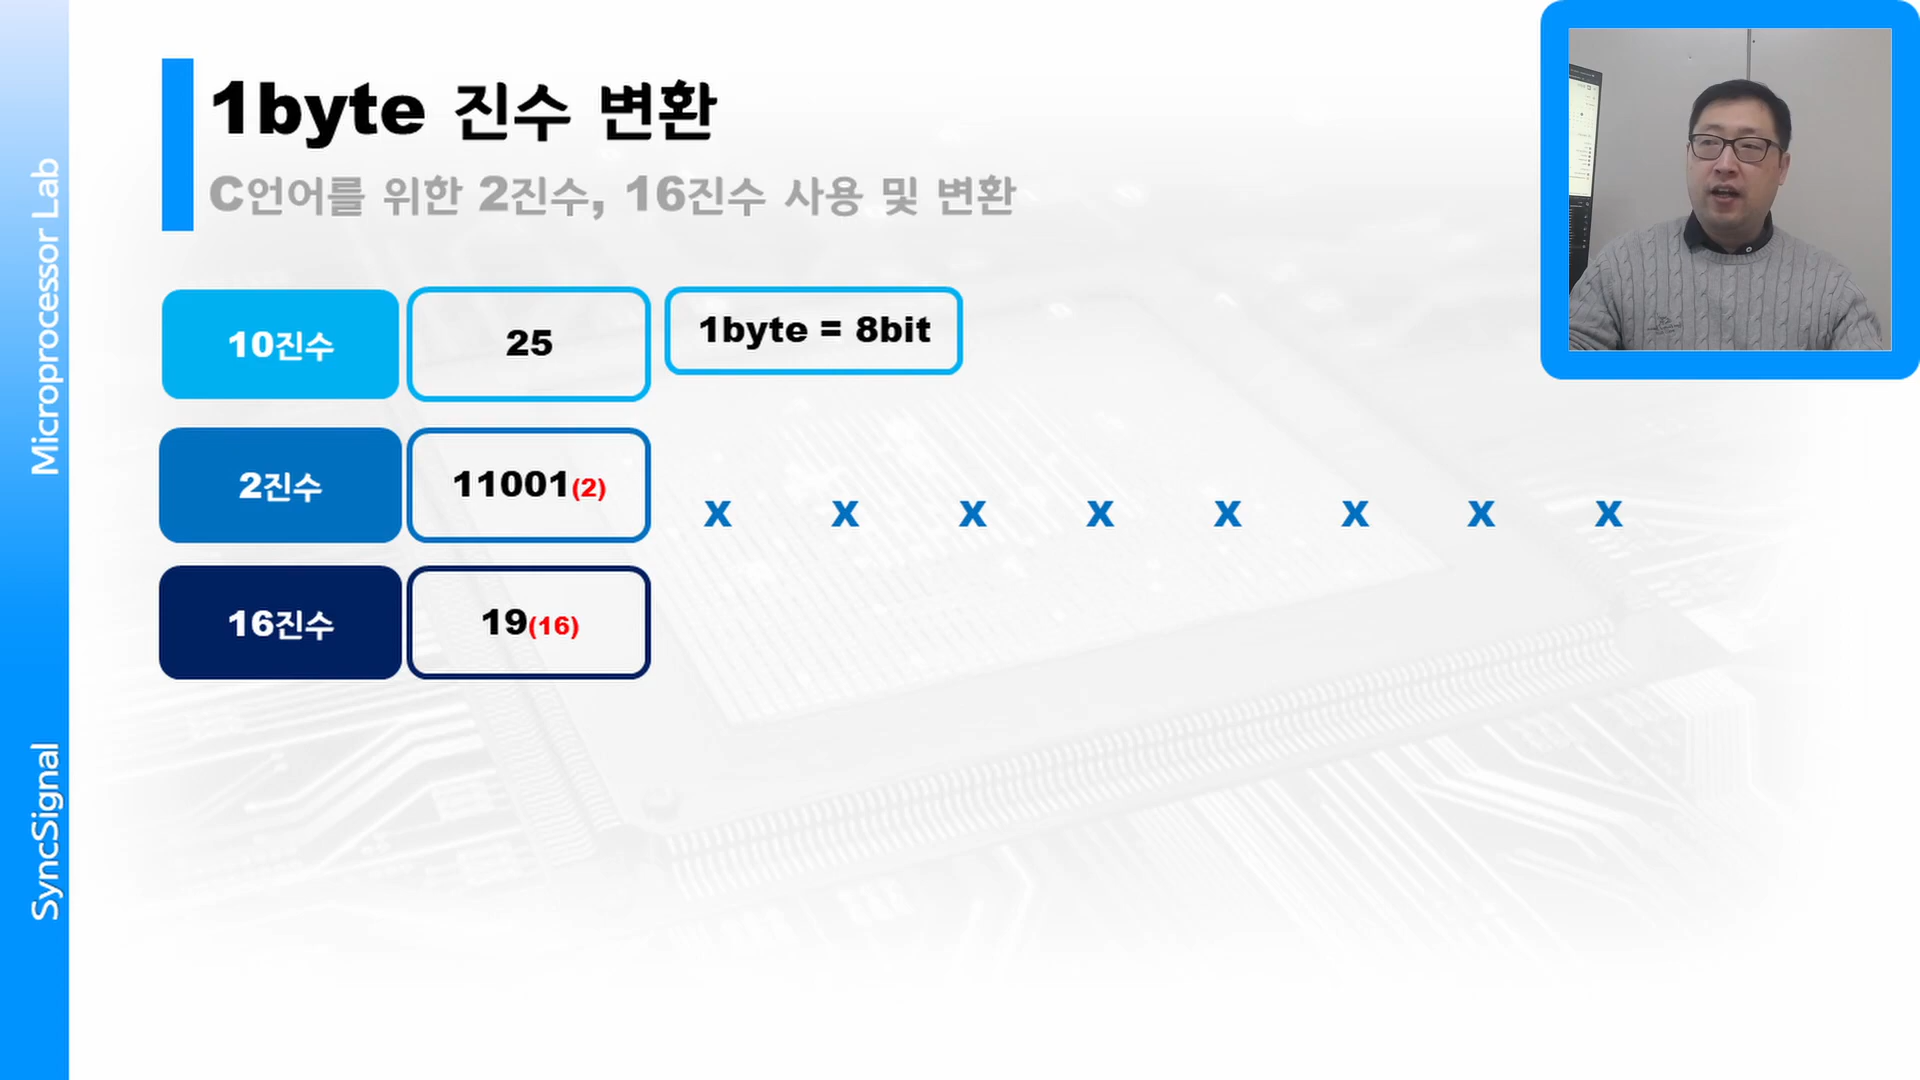 1byte 진수 변환
C언어를 위한 2진수, 16진수 사용 및 변환
10진수 25 1byte = 8bit
2진수 11001(2) x x x x x x x x
16진수 19(16)
Microprocessor Lab
SyncSignal